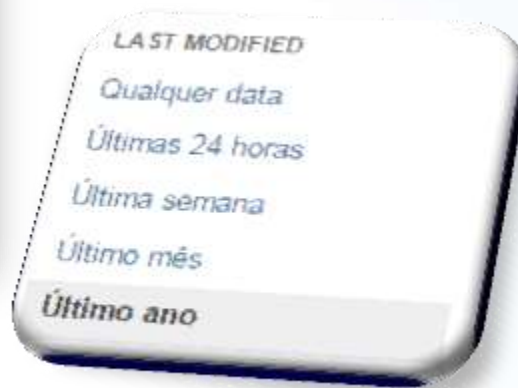 LAST MODIFIED
Qualquer data
Últimas 24 horas
Última semana
Último mês
Último ano